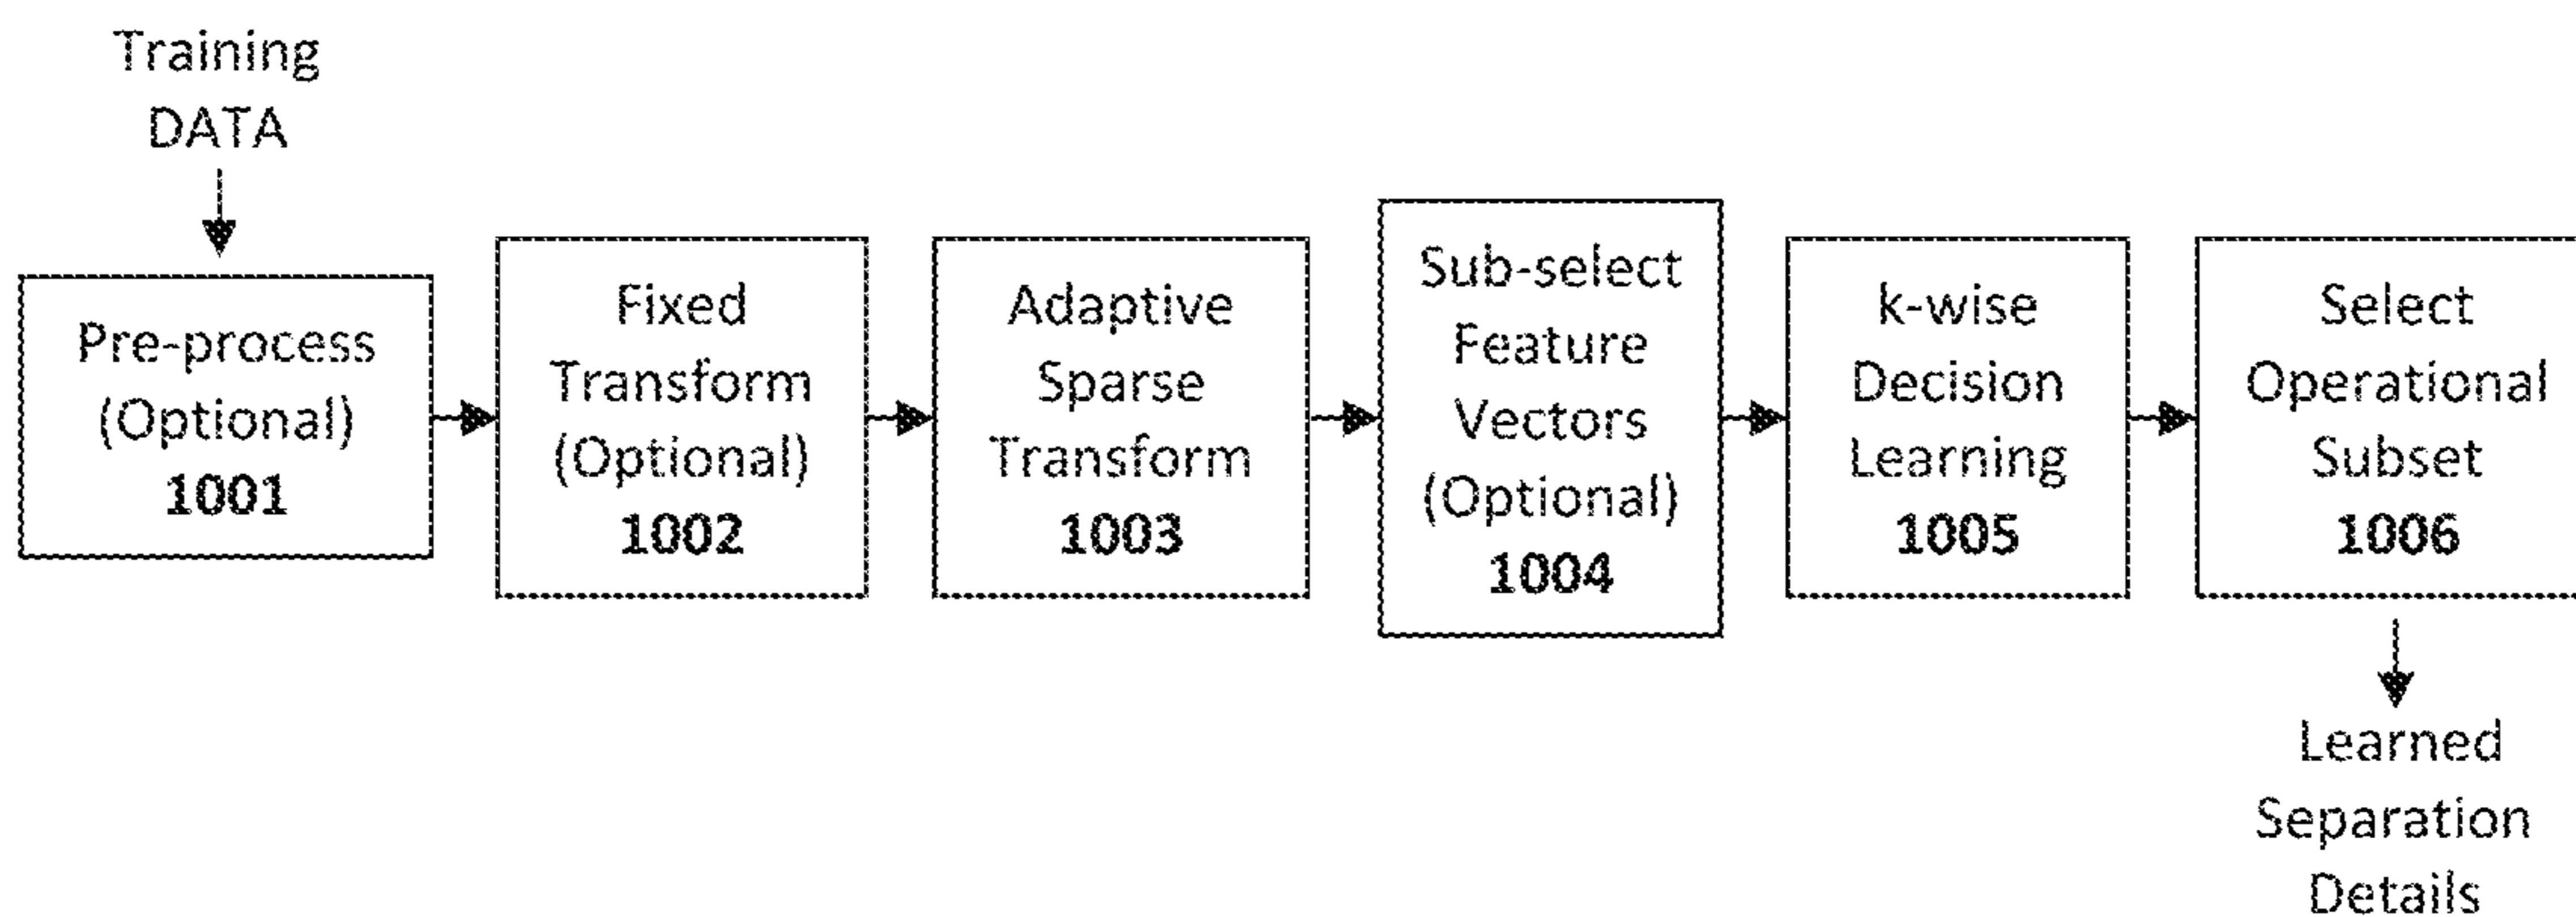 Training
DATA
Pre-process
(Optional)
1001
Fixed
Transform
(Optional)
1002
Adaptive
Sparse
Transform
1003
Sub-select
Feature
Vectors
(Optional)
1004
k-wise
Decision
Learning
1005
Select
Operational
Subset
1006
Learned
Separation
Details